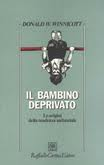 DONALD W. WINNICOTT
IL BAMBINO
DEPRIVATO
Le origini
della tendenza antisociale
Raffaello Cortina Editore